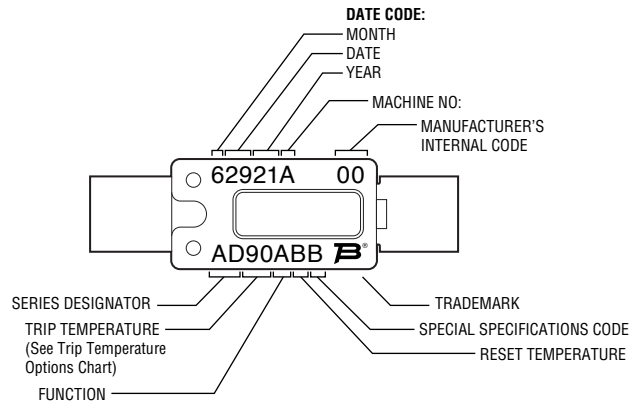 DATE CODE:
MONTH
DATE
YEAR
MACHINE NO:
MANUFACTURER'S
INTERNAL CODE
62921A 00
AD90ABB ®
SERIES DESIGNATOR
TRADEMARK
TRIP TEMPERATURE
(See Trip Temperature
Options Chart)
SPECIAL SPECIFICATIONS CODE
RESET TEMPERATURE
FUNCTION